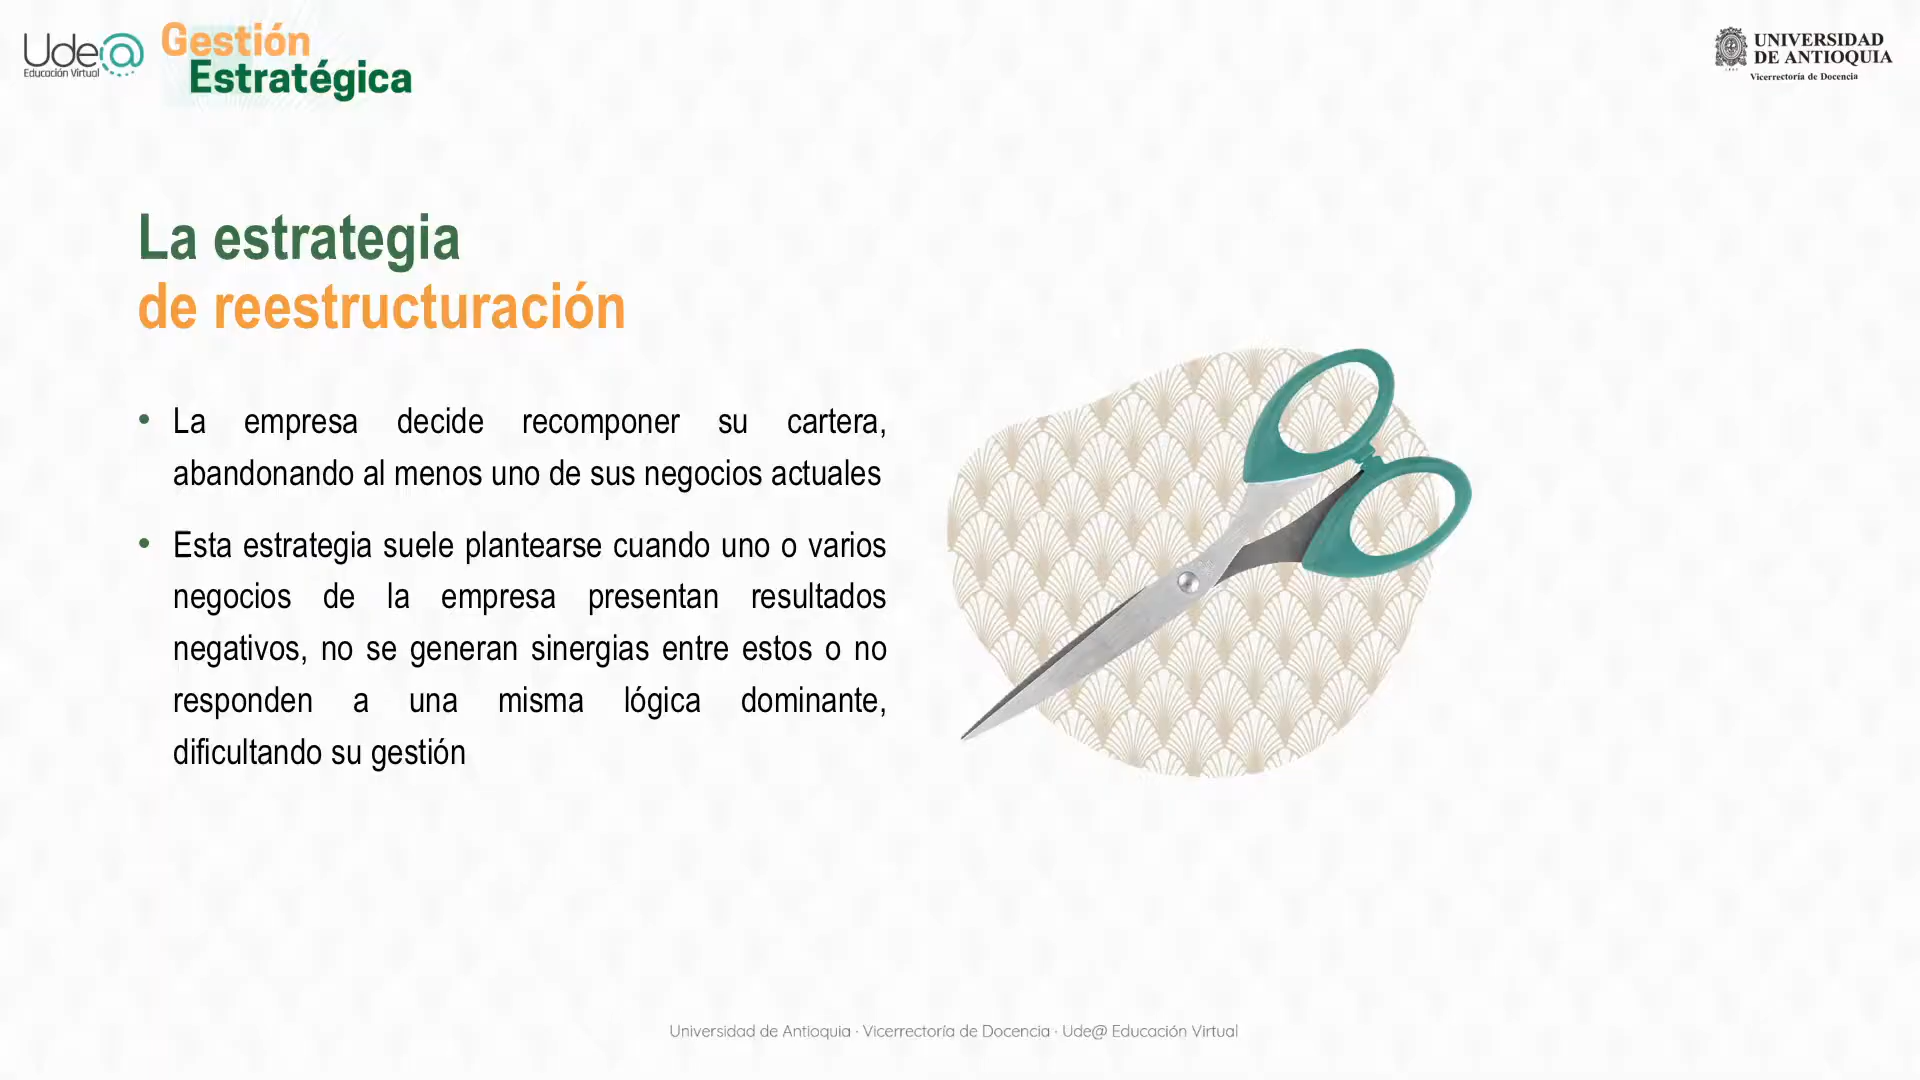 Ude@
Educación Virtual
Gestión
Estratégica
UNIVERSIDAD
DE ANTIOQUIA
Vicerrectoría de Docencia
La estrategia
de reestructuración
• La empresa decide recomponer su cartera,
abandonando al menos uno de sus negocios actuales
• Esta estrategia suele plantearse cuando uno o varios
negocios de la empresa presentan resultados
negativos, no se generan sinergias entre estos o no
responden a una misma lógica dominante,
dificultando su gestión
Universidad de Antioquia · Vicerrectoría de Docencia · Ude@ Educación Virtual